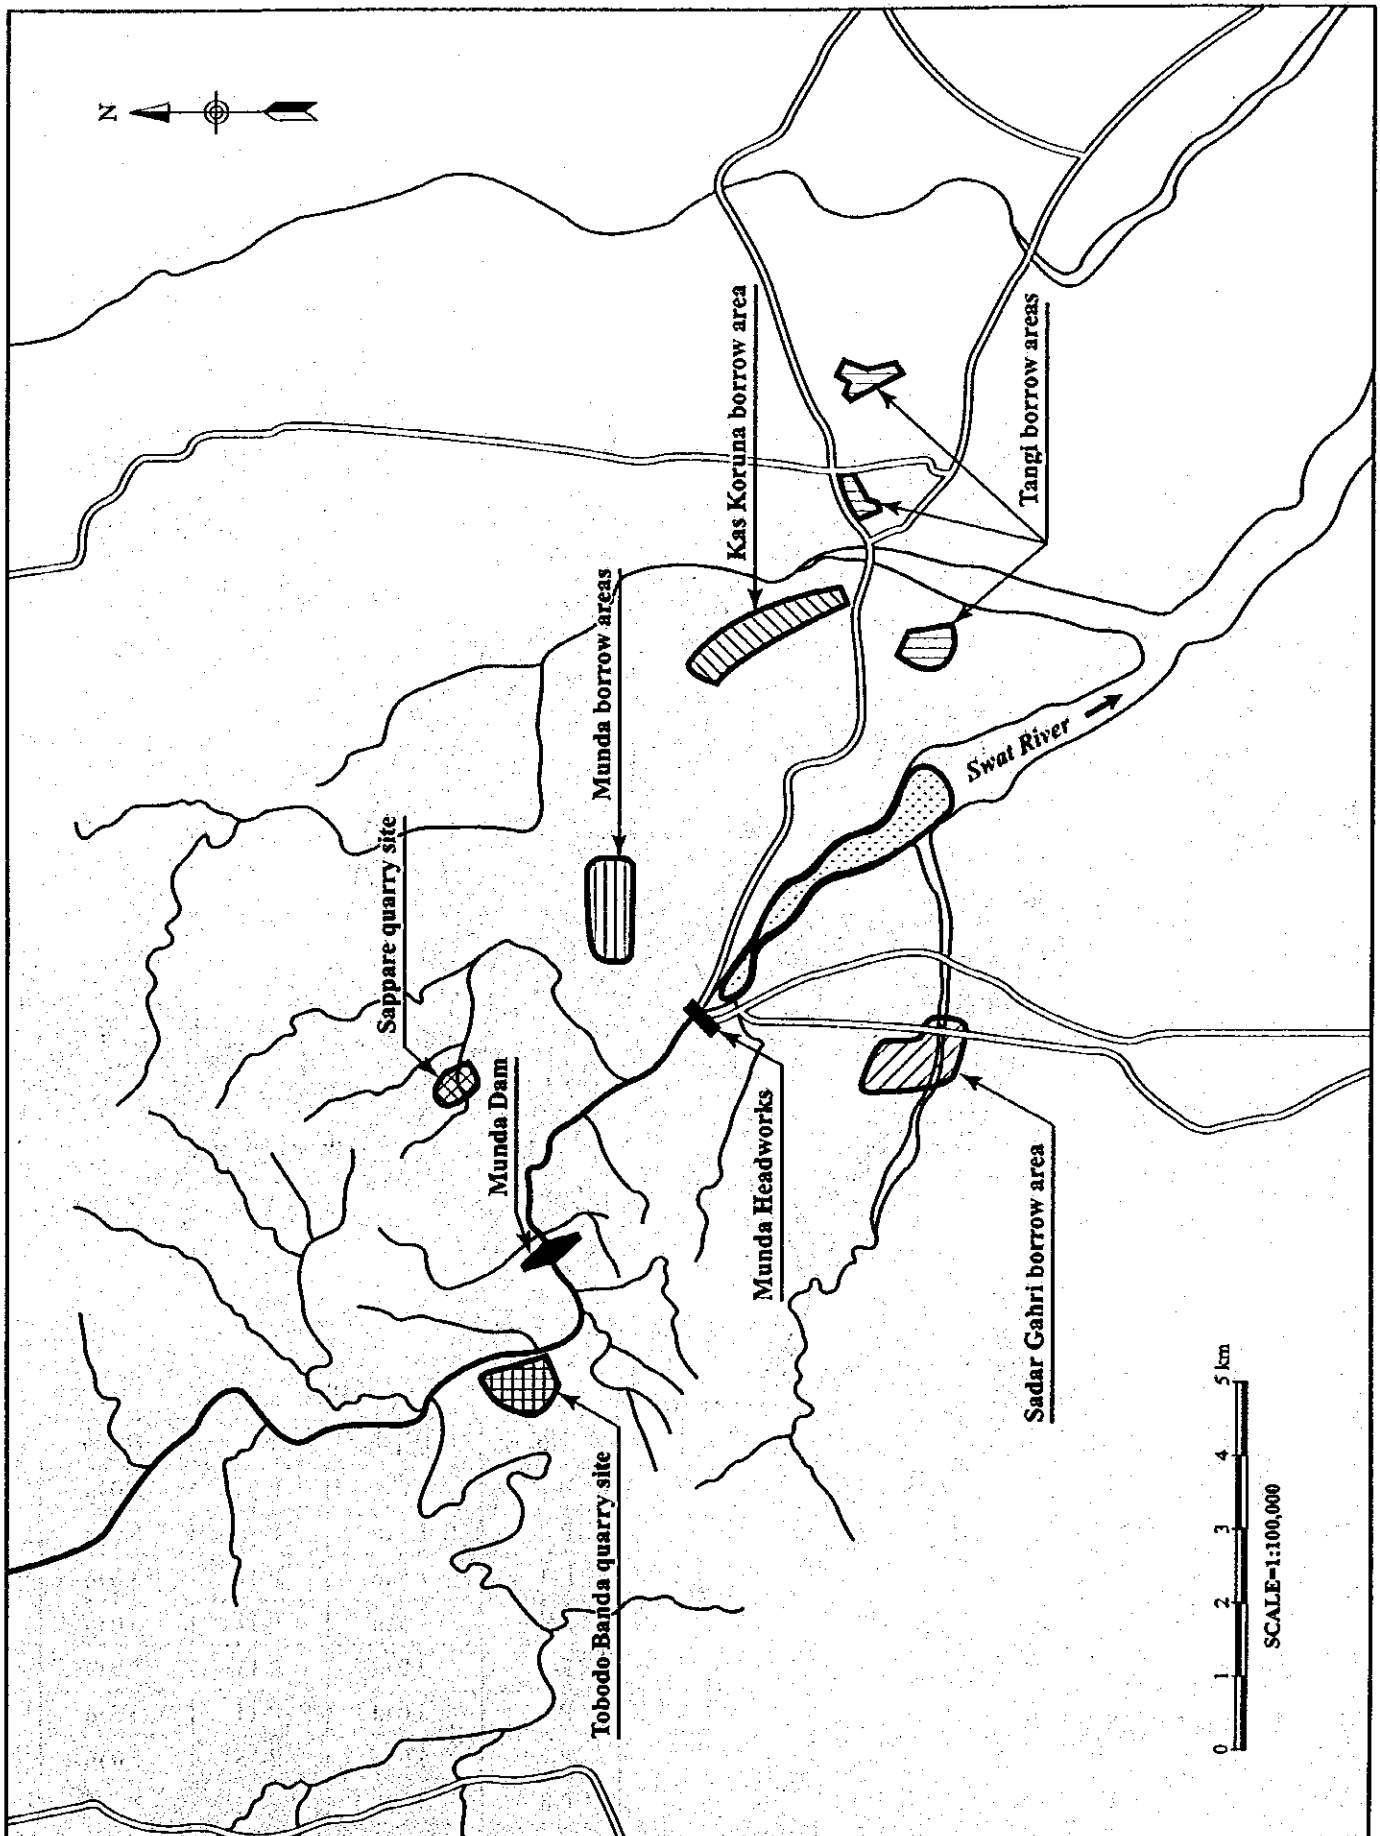 N
Kas Koruna borrow area
Tangi borrow areas
Munda borrow areas
Sappare quarry site
Swat River
Munda Dam
Munda Headworks
Sadar Gahri borrow area
Tobodo Banda quarry site
0 1 2 3 4 5 km
SCALE=1:100,000